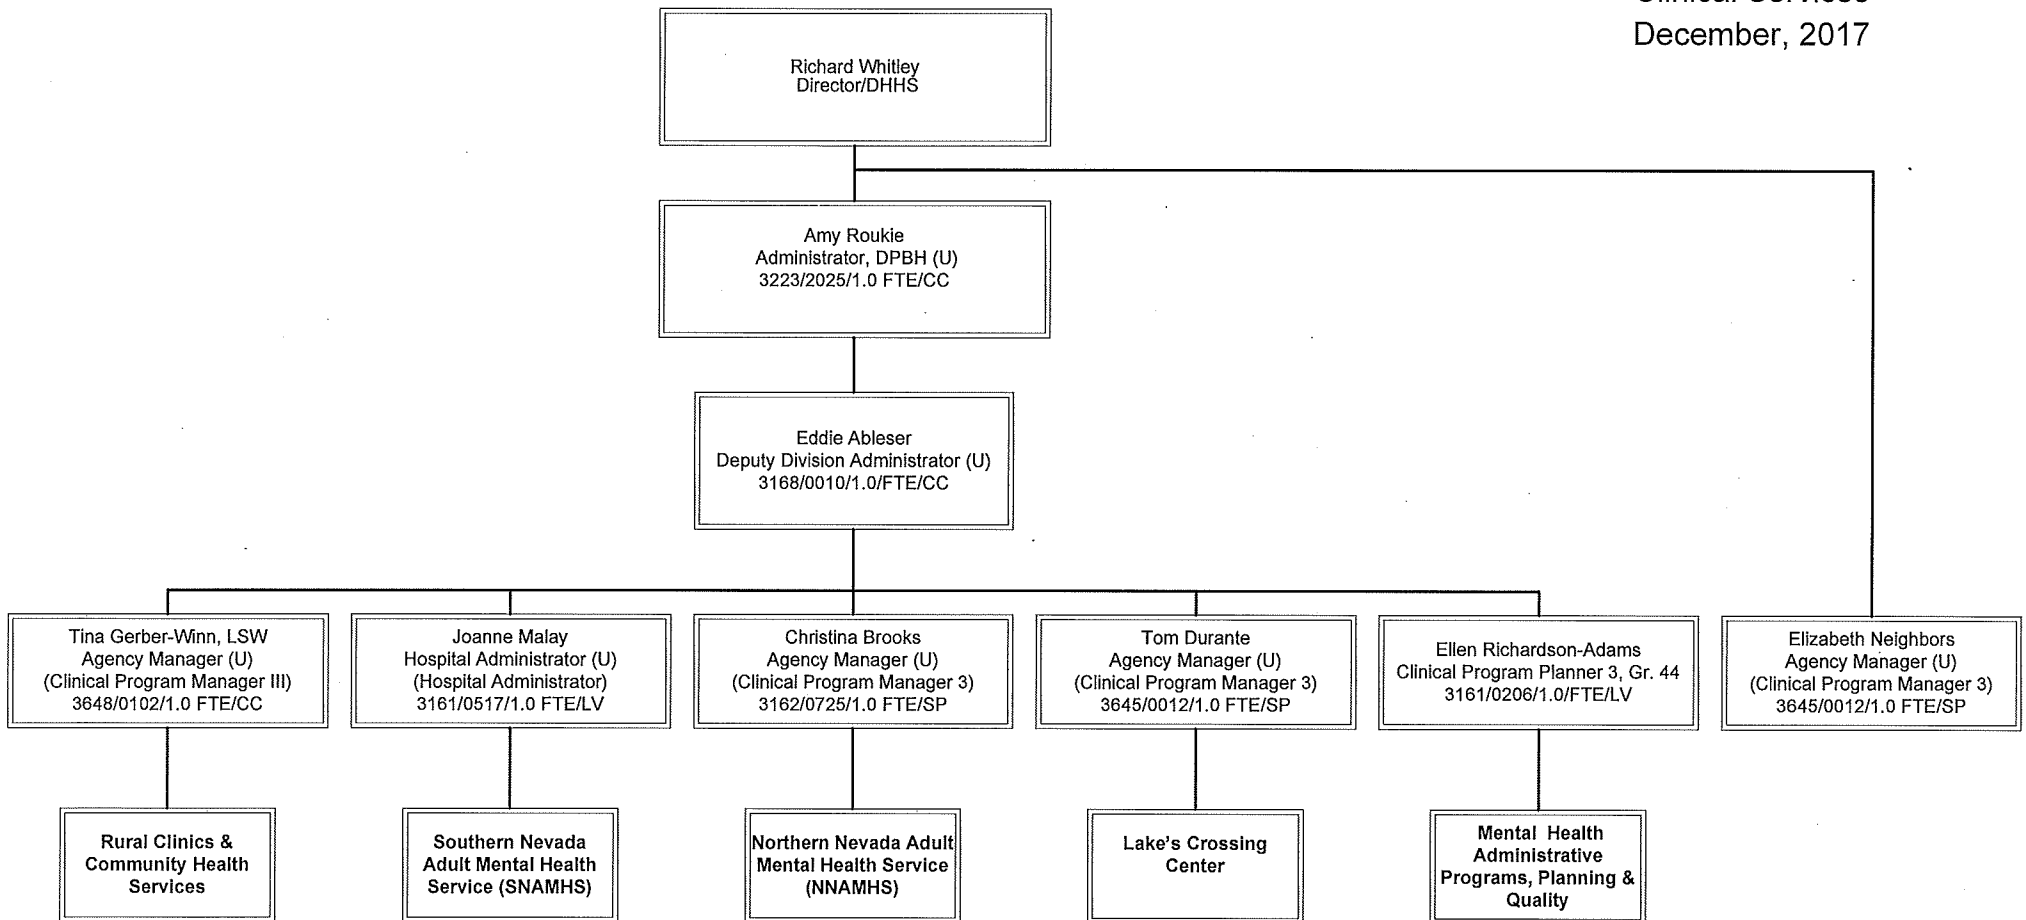 December, 2017
Richard Whitley
Director/DHHS
Amy Roukie
Administrator, DPBH (U)
3223/2025/1.0 FTE/CC
Eddie Ableser
Deputy Division Administrator (U)
3168/0010/1.0/FTE/CC
Tina Gerber-Winn, LSW
Agency Manager (U)
(Clinical Program Manager III)
3648/0102/1.0 FTE/CC
Joanne Malay
Hospital Administrator (U)
(Hospital Administrator)
3161/0517/1.0 FTE/LV
Christina Brooks
Agency Manager (U)
(Clinical Program Manager 3)
3162/0725/1.0 FTE/SP
Tom Durante
Agency Manager (U)
(Clinical Program Manager 3)
3645/0012/1.0 FTE/SP
Ellen Richardson-Adams
Clinical Program Planner 3, Gr. 44
3161/0206/1.0/FTE/LV
Elizabeth Neighbors
Agency Manager (U)
(Clinical Program Manager 3)
3645/0012/1.0 FTE/SP
Rural Clinics &
Community Health
Services
Southern Nevada
Adult Mental Health
Service (SNAMHS)
Northern Nevada Adult
Mental Health Service
(NNAMHS)
Lake's Crossing
Center
Mental Health
Administrative
Programs, Planning &
Quality